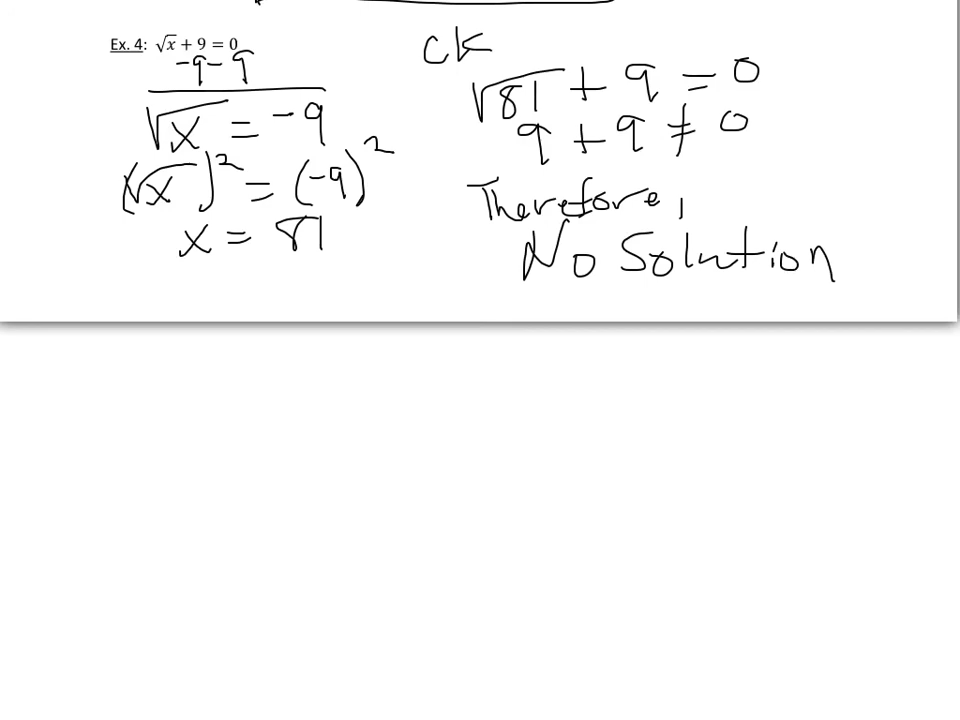 Ex. 4: √x + 9 = 0
-9 - 9
√x = -9
(√x)² = (-9)²
x = 81
CK
√81 + 9 = 0
9 + 9 ≠ 0
Therefore,
No Solution